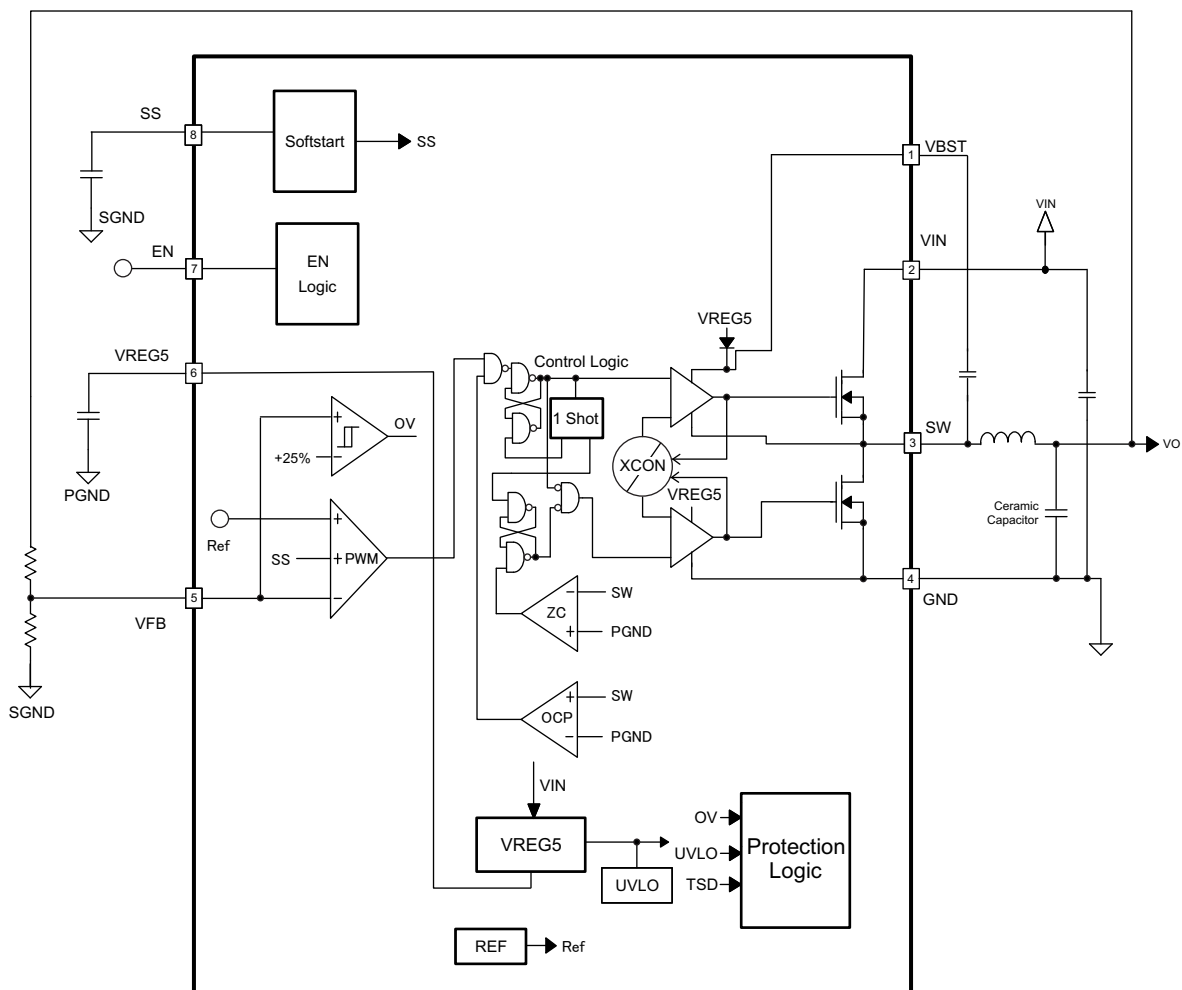 SS
8
Softstart
SS
SGND
EN
7
EN
Logic
VREG5
6
+
OV
+25%
−
Ref
+
SS
+
PWM
−
5
VFB
SGND
PGND
Control Logic
1 Shot
VREG5
XCON
VREG5
1
VBST
VIN
VIN
2
3
SW
VO
Ceramic
Capacitor
4
GND
−
SW
ZC
+
PGND
+
SW
OCP
−
PGND
VIN
VREG5
UVLO
OV
UVLO
TSD
Protection
Logic
REF
Ref